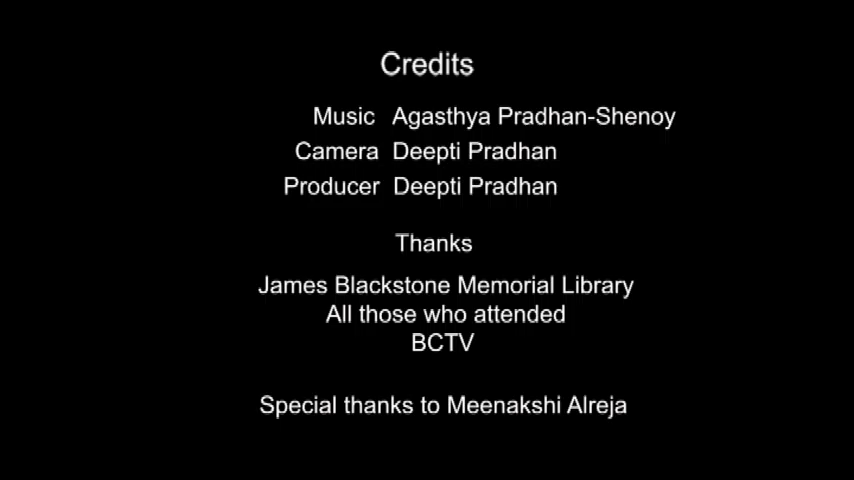 Credits
Music Agasthya Pradhan-Shenoy
Camera Deepti Pradhan
Producer Deepti Pradhan
Thanks
James Blackstone Memorial Library
All those who attended
BCTV
Special thanks to Meenakshi Alreja